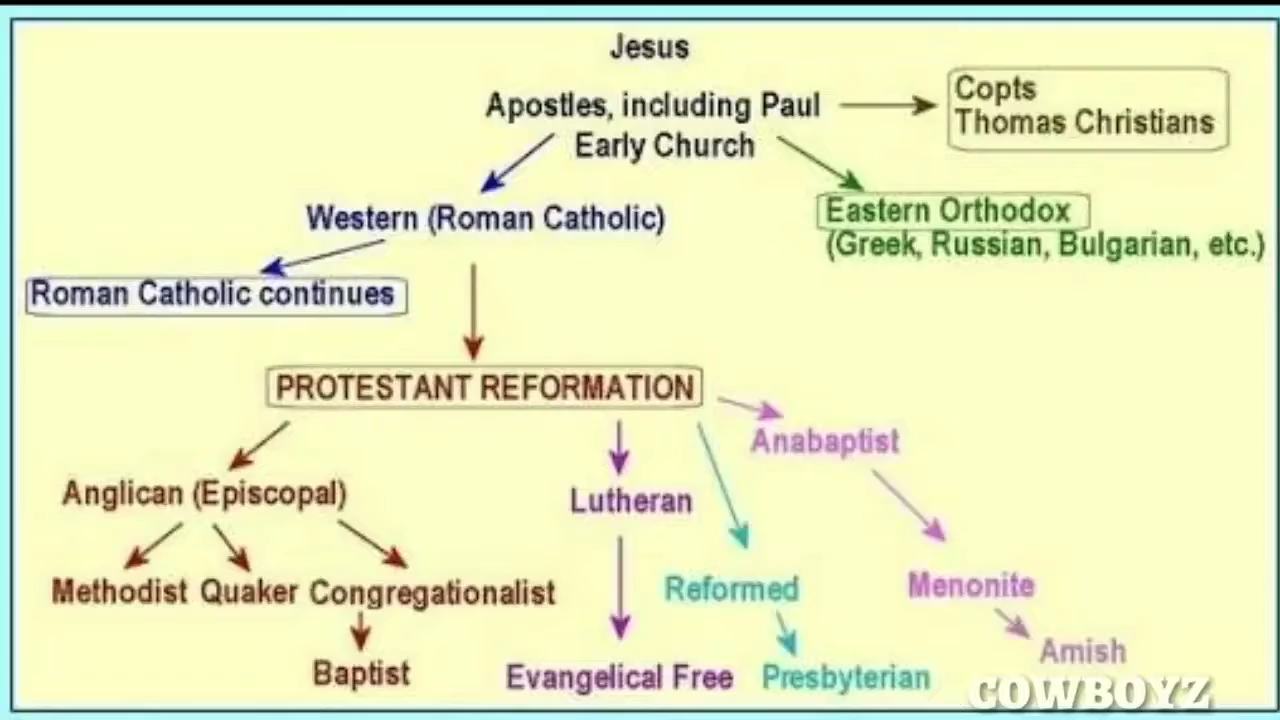 Jesus
Apostles, including Paul
Early Church
Copts
Thomas Christians
Western (Roman Catholic)
Eastern Orthodox
(Greek, Russian, Bulgarian, etc.)
Roman Catholic continues
PROTESTANT REFORMATION
Anabaptist
Anglican (Episcopal)
Lutheran
Methodist Quaker Congregationalist
Reformed
Menonite
Baptist
Evangelical Free
Presbyterian
Amish
COWBOYZ